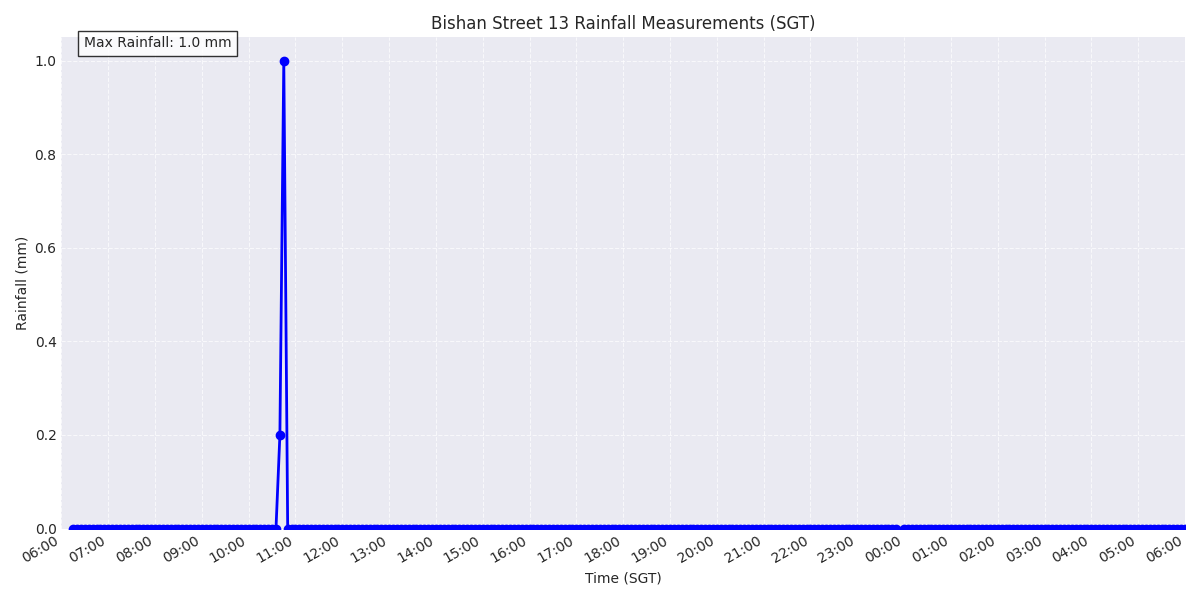 Bishan Street 13 Rainfall Measurements (SGT)
Max Rainfall: 1.0 mm
1.0
0.8
0.6
0.4
0.2
0.0
Rainfall (mm)
06:00 07:00 08:00 09:00 10:00 11:00 12:00 13:00 14:00 15:00 16:00 17:00 18:00 19:00 20:00 21:00 22:00 23:00 00:00 01:00 02:00 03:00 04:00 05:00 06:00
Time (SGT)